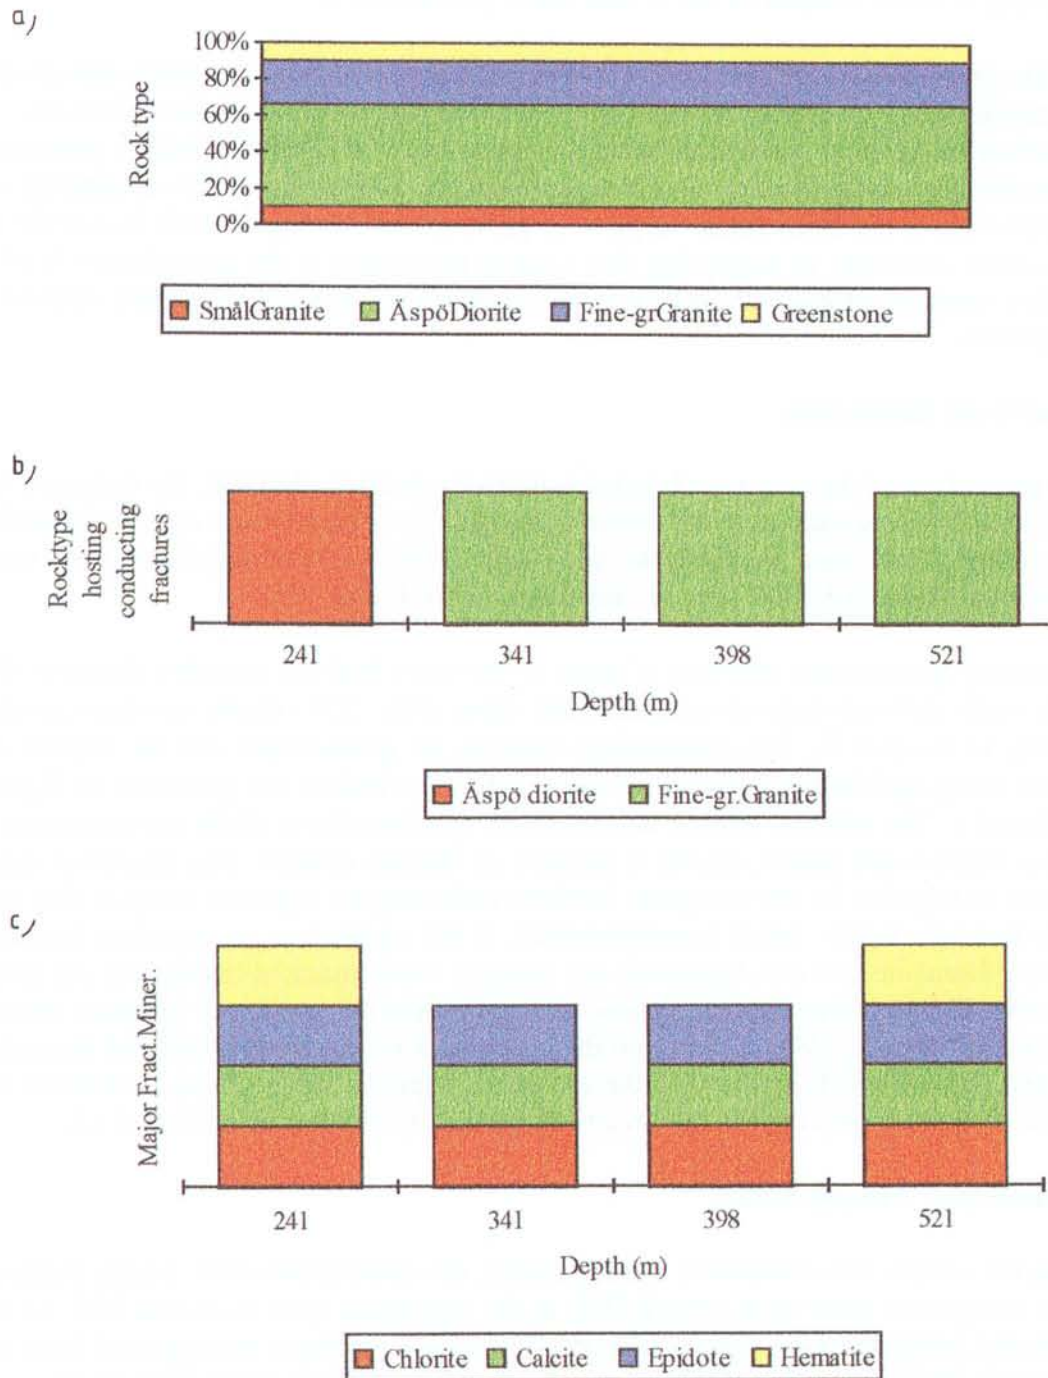 a)
100%
80%
60%
40%
20%
0%
Rock type
SmålGranite ÄspöDiorite Fine-grGranite Greenstone
b)
Rocktype
hosting
conducting
fractures
241 341 398 521
Depth (m)
Äspö diorite Fine-gr.Granite
c)
Major Fract.Miner.
241 341 398 521
Depth (m)
Chlorite Calcite Epidote Hematite